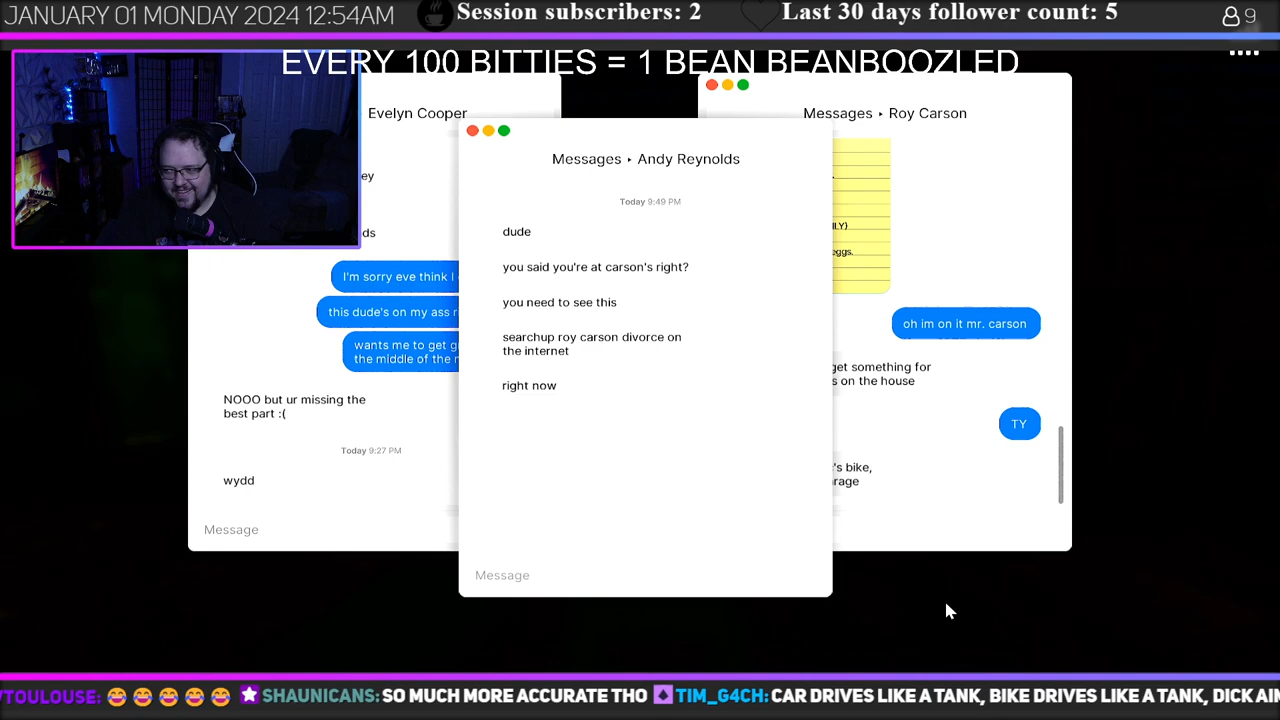 JANUARY 01 MONDAY 2024 12:54AM
Session subscribers: 2
Last 30 days follower count: 5
9
EVERY 100 BITTIES = 1 BEAN BEANBOOZLED
Evelyn Cooper
ey
ds
I'm sorry eve think I
this dude's on my ass
wants me to get
the middle of the
NOOO but ur missing the
best part :(
Today 9:27 PM
wydd
Message
Messages ‣ Andy Reynolds
Today 9:49 PM
dude
you said you're at carson's right?
you need to see this
searchup roy carson divorce on
the internet
right now
Message
Messages ‣ Roy Carson
ILY}
eggs.
oh im on it mr. carson
get something for
s on the house
TY
's bike,
arage
TOULOUSE: 😂 😂 😂 😂 😂 SHAUNICANS: SO MUCH MORE ACCURATE THO TIM_G4CH: CAR DRIVES LIKE A TANK, BIKE DRIVES LIKE A TANK, DICK AIN